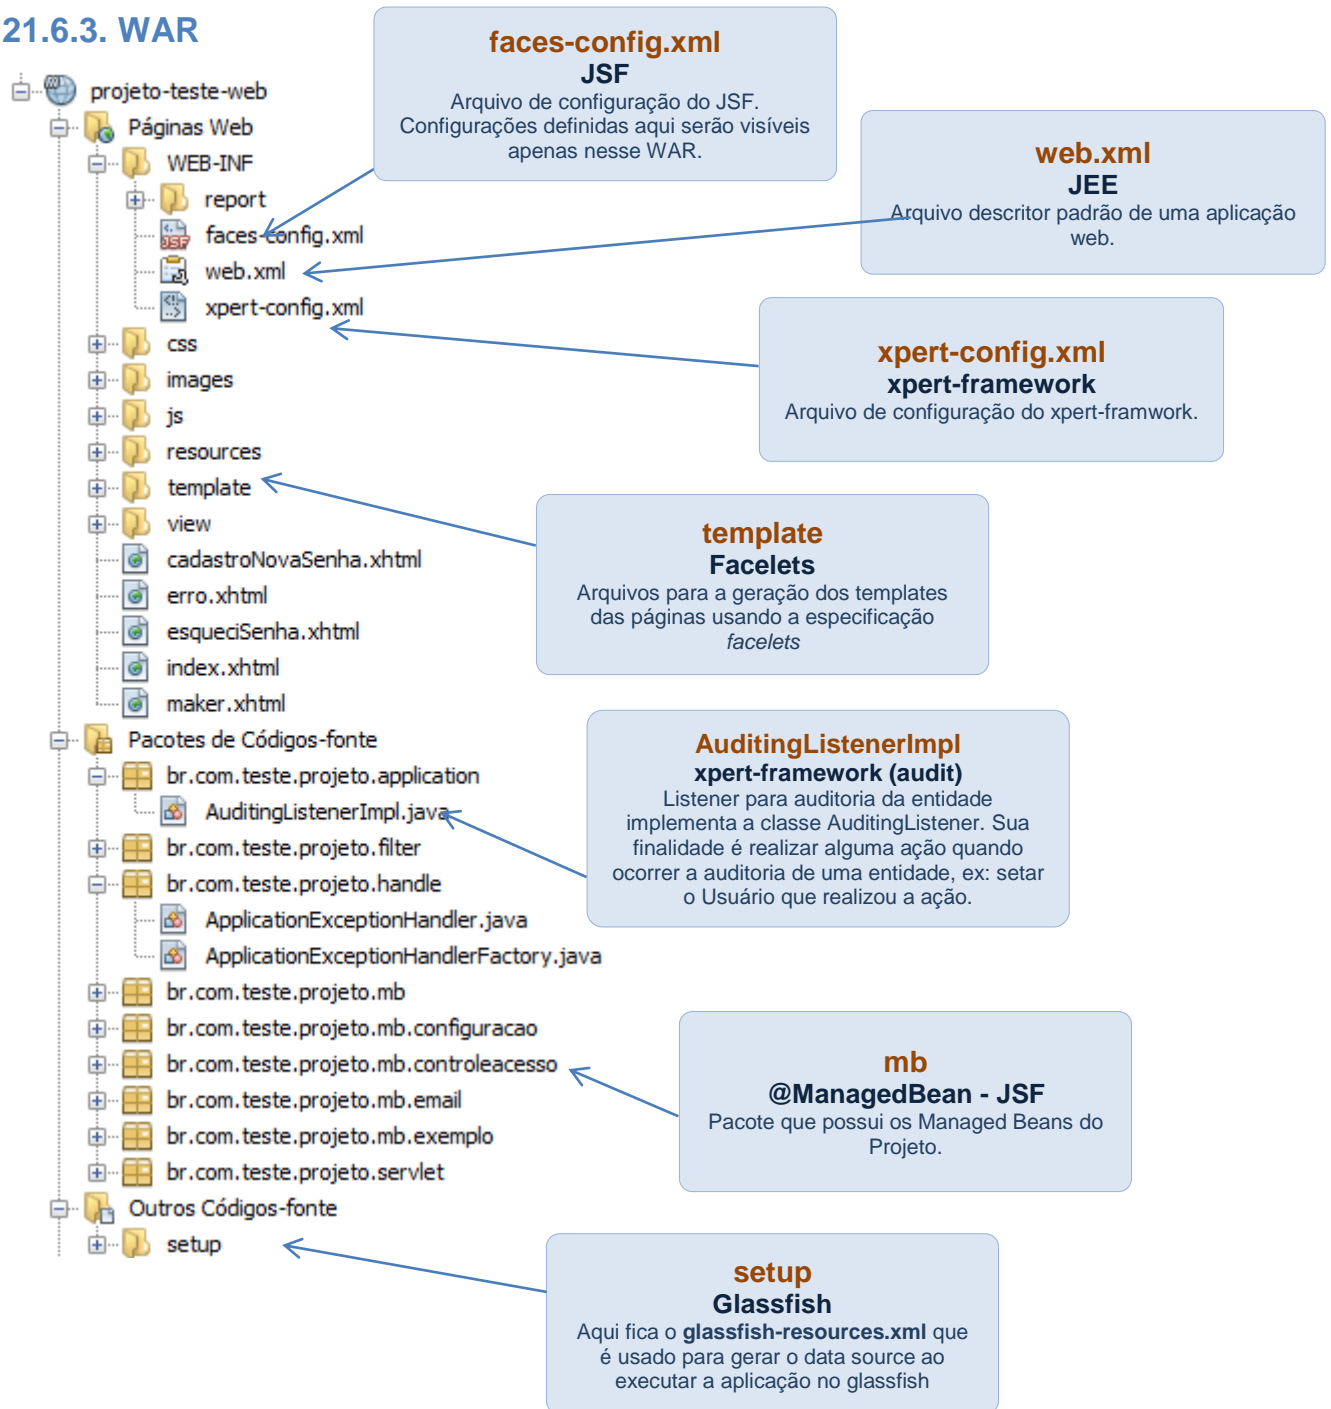 21.6.3. WAR
projeto-teste-web
Páginas Web
WEB-INF
report
faces-config.xml
web.xml
xpert-config.xml
css
images
js
resources
template
view
cadastroNovaSenha.xhtml
erro.xhtml
esqueciSenha.xhtml
index.xhtml
maker.xhtml
Pacotes de Códigos-fonte
br.com.teste.projeto.application
AuditingListenerImpl.java
br.com.teste.projeto.filter
br.com.teste.projeto.handle
ApplicationExceptionHandler.java
ApplicationExceptionHandlerFactory.java
br.com.teste.projeto.mb
br.com.teste.projeto.mb.configuracao
br.com.teste.projeto.mb.controleacesso
br.com.teste.projeto.mb.email
br.com.teste.projeto.mb.exemplo
br.com.teste.projeto.servlet
Outros Códigos-fonte
setup
faces-config.xml
JSF
Arquivo de configuração do JSF.
Configurações definidas aqui serão visíveis
apenas nesse WAR.
web.xml
JEE
Arquivo descritor padrão de uma aplicação
web.
xpert-config.xml
xpert-framework
Arquivo de configuração do xpert-framwork.
template
Facelets
Arquivos para a geração dos templates
das páginas usando a especificação
facelets
AuditingListenerImpl
xpert-framework (audit)
Listener para auditoria da entidade
implementa a classe AuditingListener. Sua
finalidade é realizar alguma ação quando
ocorrer a auditoria de uma entidade, ex: setar
o Usuário que realizou a ação.
mb
@ManagedBean - JSF
Pacote que possui os Managed Beans do
Projeto.
setup
Glassfish
Aqui fica o glassfish-resources.xml que
é usado para gerar o data source ao
executar a aplicação no glassfish